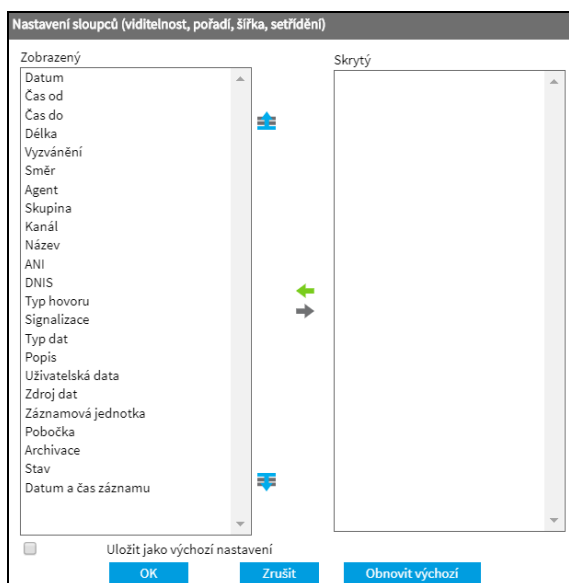 Nastavení sloupců (viditelnost, pořadí, šířka, setřídění)
Zobrazený
Skrytý
Datum
Čas od
Čas do
Délka
Vyzvánění
Směr
Agent
Skupina
Kanál
Název
ANI
DNIS
Typ hovoru
Signalizace
Typ dat
Popis
Uživatelská data
Zdroj dat
Záznamová jednotka
Pobočka
Archivace
Stav
Datum a čas záznamu
Uložit jako výchozí nastavení
OK
Zrušit
Obnovit výchozí